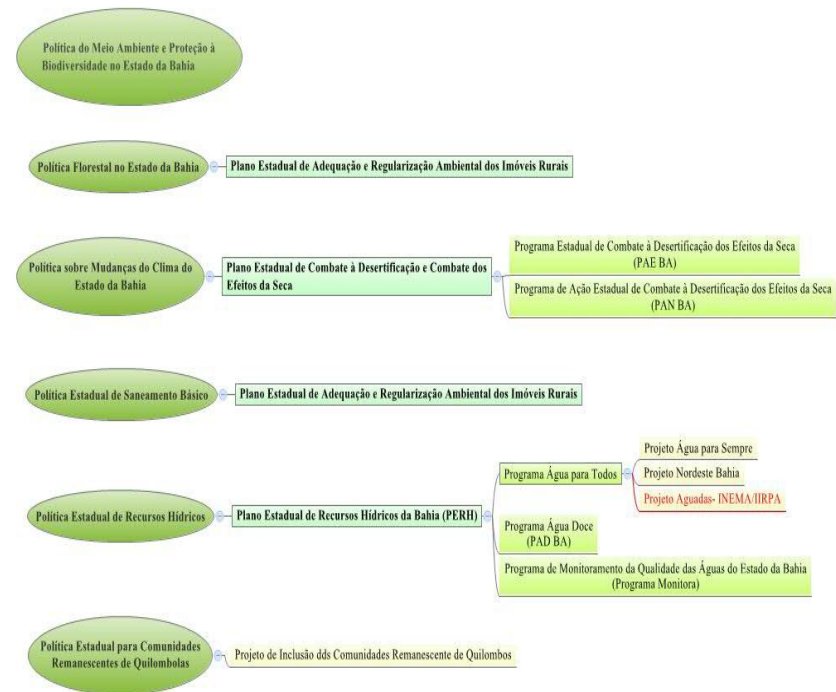 Política do Meio Ambiente e Proteção à
Biodiversidade no Estado da Bahia
Política Florestal no Estado da Bahia
Plano Estadual de Adequação e Regularização Ambiental dos Imóveis Rurais
Política sobre Mudanças do Clima do
Estado da Bahia
Plano Estadual de Combate à Desertificação e Combate dos
Efeitos da Seca
Programa Estadual de Combate à Desertificação dos Efeitos da Seca
(PAE BA)
Programa de Ação Estadual de Combate à Desertificação dos Efeitos da Seca
(PAN BA)
Política Estadual de Saneamento Básico
Plano Estadual de Adequação e Regularização Ambiental dos Imóveis Rurais
Política Estadual de Recursos Hídricos
Plano Estadual de Recursos Hídricos da Bahia (PERH)
Programa Água para Todos
Projeto Água para Sempre
Projeto Nordeste Bahia
Projeto Aguadas- INEMA/IIRPA
Programa Água Doce
(PAD BA)
Programa de Monitoramento da Qualidade das Águas do Estado da Bahia
(Programa Monitora)
Política Estadual para Comunidades
Remanescentes de Quilombolas
Projeto de Inclusão dds Comunidades Remanescente de Quilombos